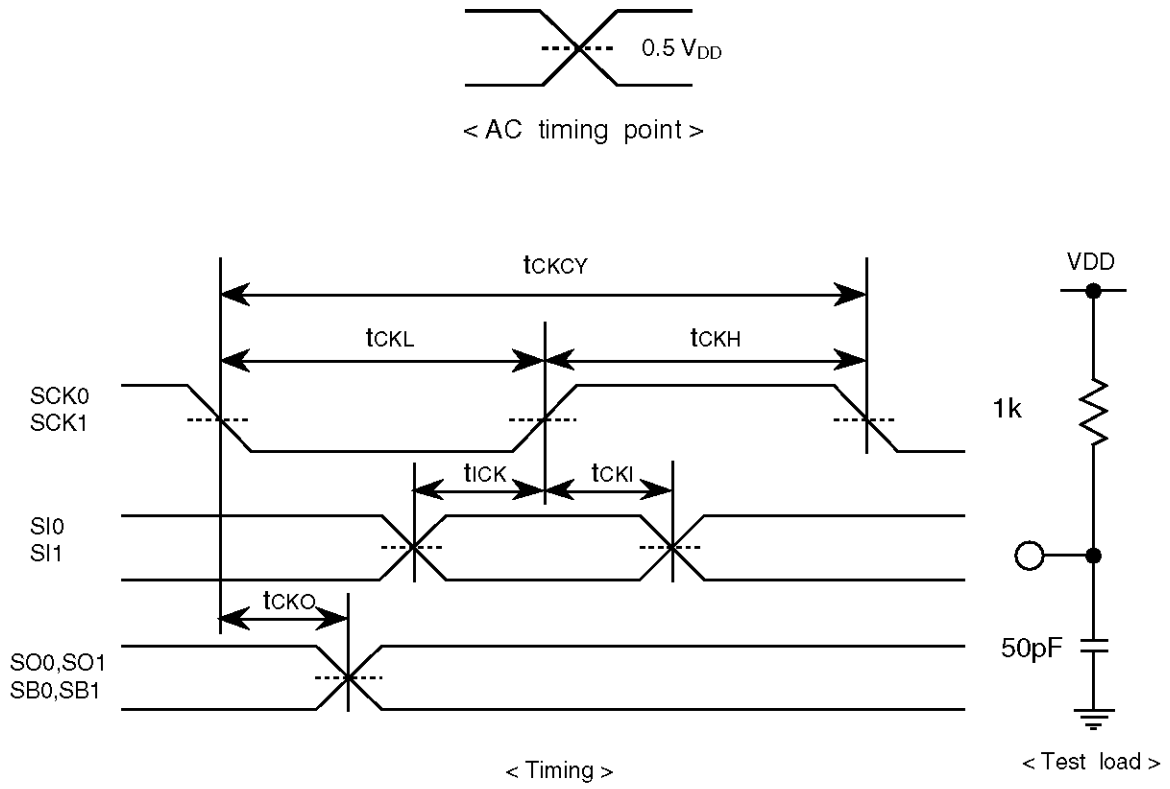 0.5 VDD
< AC timing point >
tCKCY
VDD
tCKL
tCKH
SCK0
SCK1
1k
tICK
tCKI
SI0
SI1
tCKO
50pF
SO0,SO1
SB0,SB1
< Timing >
< Test load >